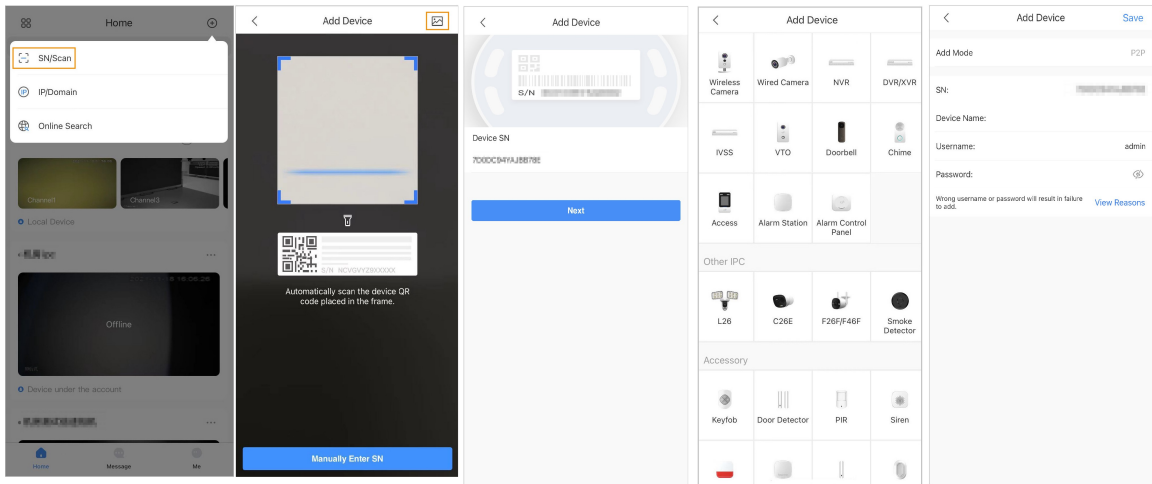 Home
SN/Scan
IP
IP/Domain
Online Search
Channel1
Channel3
Local Device
ipc
Offline
Device under the account
Home
Message
Me
Add Device
S/N NCVGVYZ8XXXXX
Automatically scan the device QR
code placed in the frame.
Manually Enter SN
Add Device
S/N
Device SN
Next
Add Device
Wireless
Camera
Wired Camera
NVR
DVR/XVR
IVSS
VTO
Doorbell
Chime
Access
Alarm Station
Alarm Control
Panel
Other IPC
L26
C26E
F26F/F46F
Smoke
Detector
Accessory
Keyfob
Door Detector
PIR
Siren
Add Device
Save
Add Mode
P2P
SN:
Device Name:
Username:
admin
Password:
Wrong username or password will result in failure
to add.
View Reasons